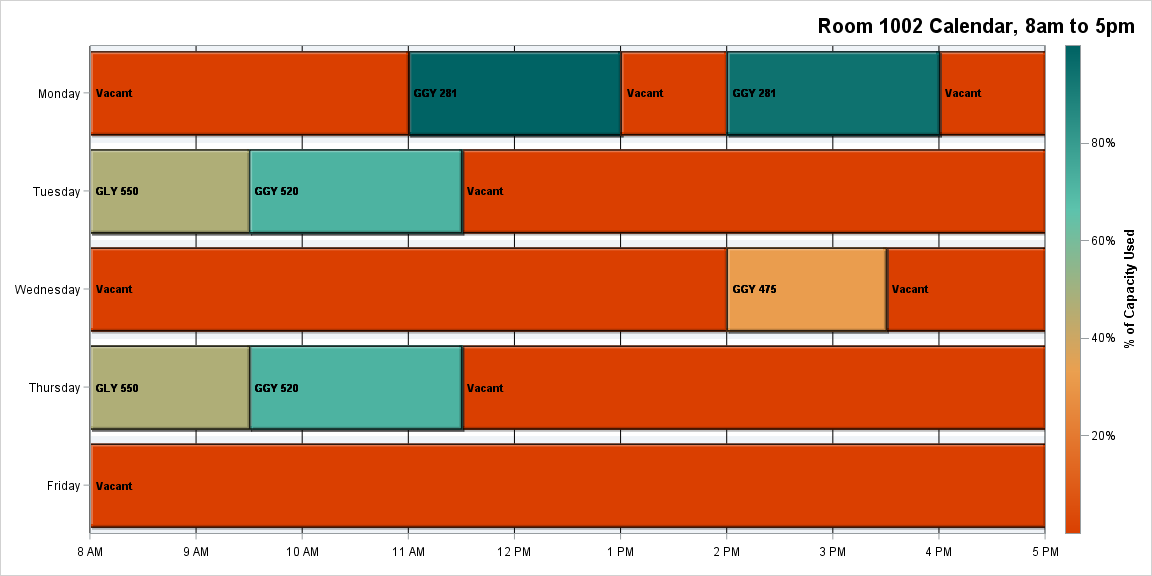 Room 1002 Calendar, 8am to 5pm
Monday
Vacant
GGY 281
Vacant
GGY 281
Vacant
Tuesday
GLY 550
GGY 520
Vacant
Wednesday
Vacant
GGY 475
Vacant
Thursday
GLY 550
GGY 520
Vacant
Friday
Vacant
8 AM
9 AM
10 AM
11 AM
12 PM
1 PM
2 PM
3 PM
4 PM
5 PM
80%
60%
40%
20%
% of Capacity Used